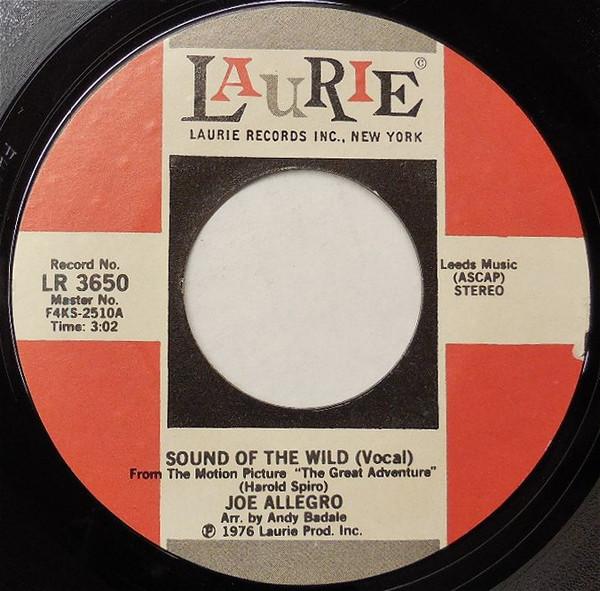 LAURIE ©
LAURIE RECORDS INC., NEW YORK
Record No.
LR 3650
Master No.
F4KS-2510A
Time: 3:02
Leeds Music
(ASCAP)
STEREO
SOUND OF THE WILD (Vocal)
From The Motion Picture "The Great Adventure"
(Harold Spiro)
JOE ALLEGRO
Arr. by Andy Badale
℗ 1976 Laurie Prod. Inc.